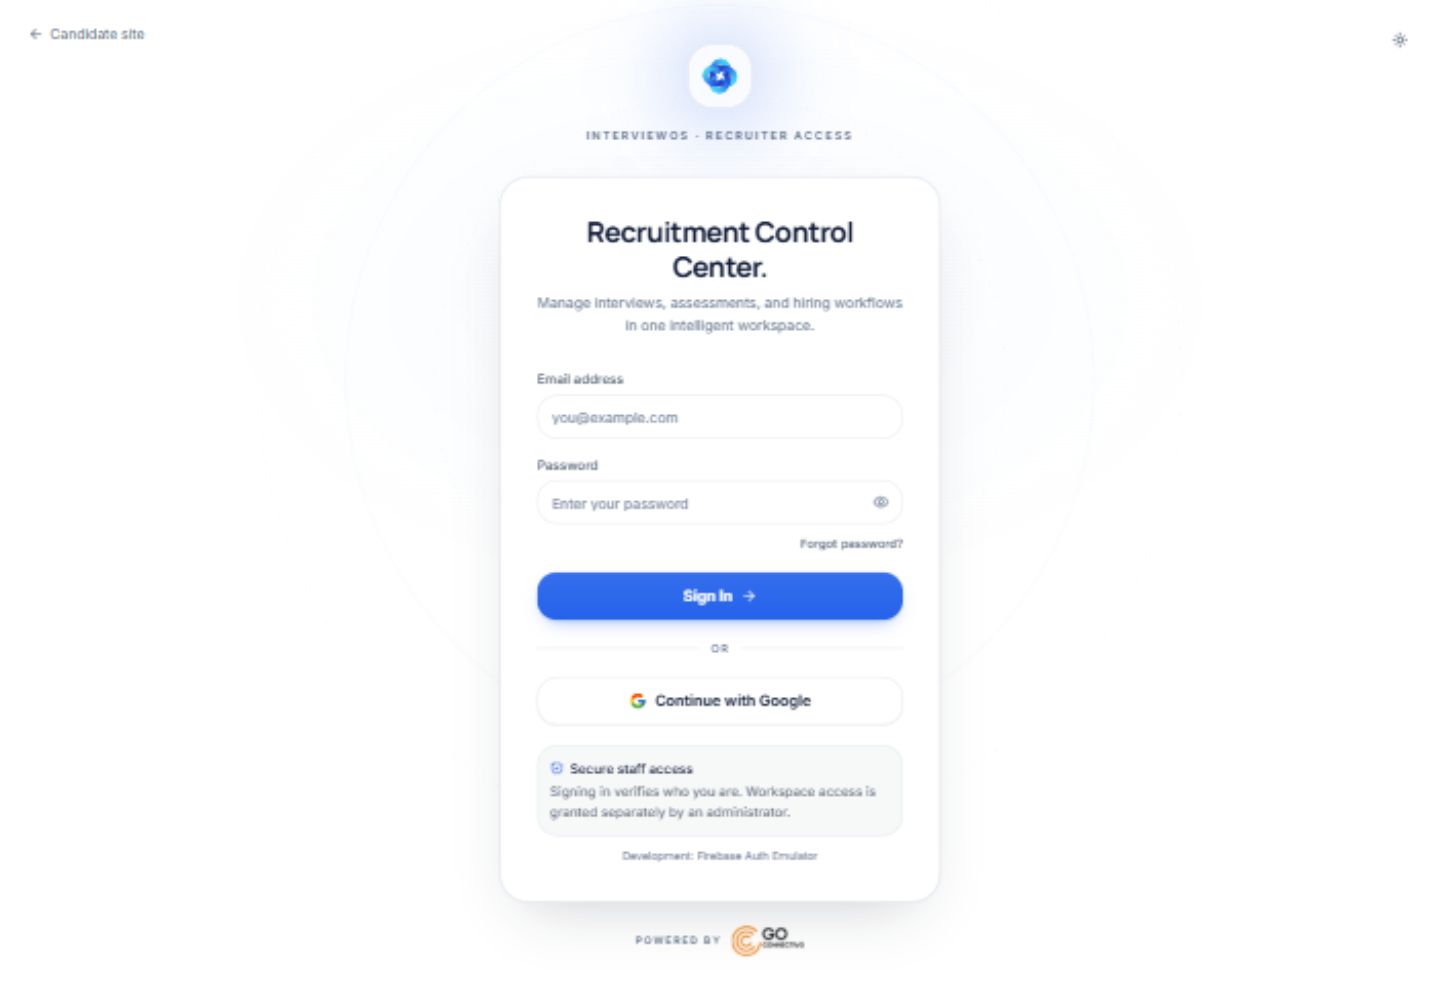 Candidate site
INTERVIEWOS - RECRUITER ACCESS
Recruitment Control
Center.
Manage interviews, assessments, and hiring workflows
in one intelligent workspace.
Email address
you@example.com
Password
Enter your password
Forgot password?
Sign In
OR
Continue with Google
Secure staff access
Signing in verifies who you are. Workspace access is
granted separately by an administrator.
Development: Firebase Auth Emulator
POWERED BY
GO